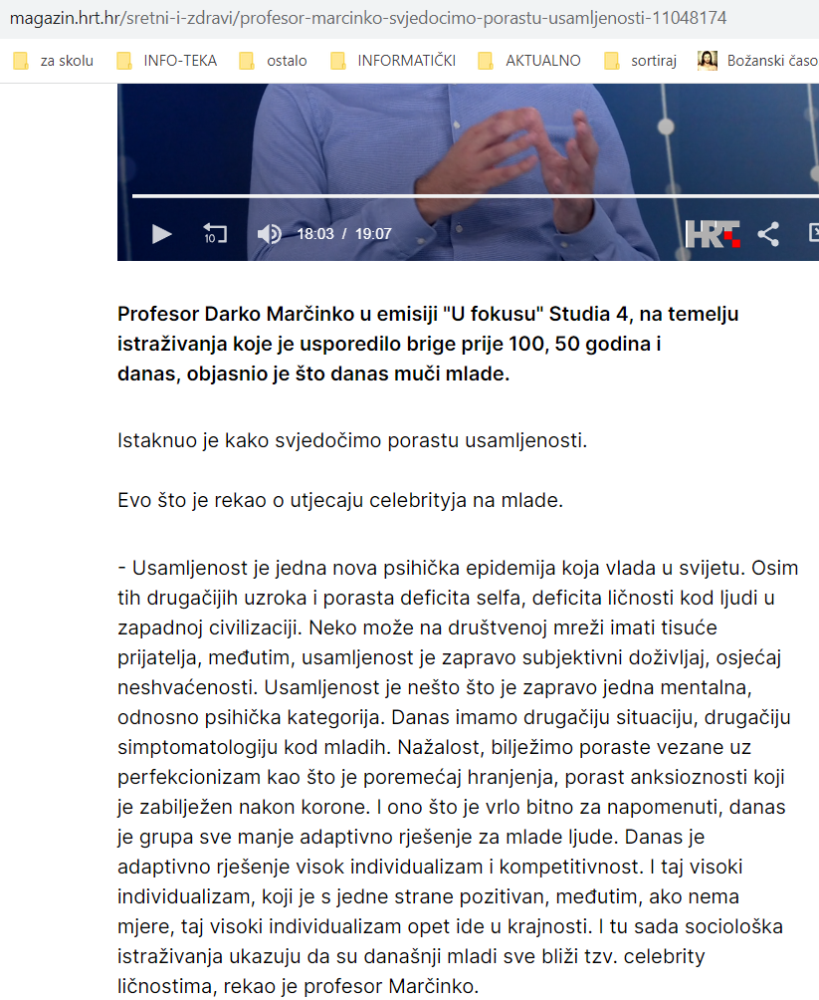 magazin.hrt.hr/sretni-i-zdravi/profesor-marcinko-svjedocimo-porastu-usamljenosti-11048174
za skolu INFO-TEKA ostalo INFORMATIČKI AKTUALNO sortiraj Božanski časo
10 18:03 / 19:07 HRT
Profesor Darko Marčinko u emisiji "U fokusu" Studia 4, na temelju
istraživanja koje je usporedilo brige prije 100, 50 godina i
danas, objasnio je što danas muči mlade.
Istaknuo je kako svjedočimo porastu usamljenosti.
Evo što je rekao o utjecaju celebrityja na mlade.
- Usamljenost je jedna nova psihička epidemija koja vlada u svijetu. Osim
tih drugačijih uzroka i porasta deficita selfa, deficita ličnosti kod ljudi u
zapadnoj civilizaciji. Neko može na društvenoj mreži imati tisuće
prijatelja, međutim, usamljenost je zapravo subjektivni doživljaj, osjećaj
neshvaćenosti. Usamljenost je nešto što je zapravo jedna mentalna,
odnosno psihička kategorija. Danas imamo drugačiju situaciju, drugačiju
simptomatologiju kod mladih. Nažalost, bilježimo poraste vezane uz
perfekcionizam kao što je poremećaj hranjenja, porast anksioznosti koji
je zabilježen nakon korone. I ono što je vrlo bitno za napomenuti, danas
je grupa sve manje adaptivno rješenje za mlade ljude. Danas je
adaptivno rješenje visok individualizam i kompetitivnost. I taj visoki
individualizam, koji je s jedne strane pozitivan, međutim, ako nema
mjere, taj visoki individualizam opet ide u krajnosti. I tu sada sociološka
istraživanja ukazuju da su današnji mladi sve bliži tzv. celebrity
ličnostima, rekao je profesor Marčinko.